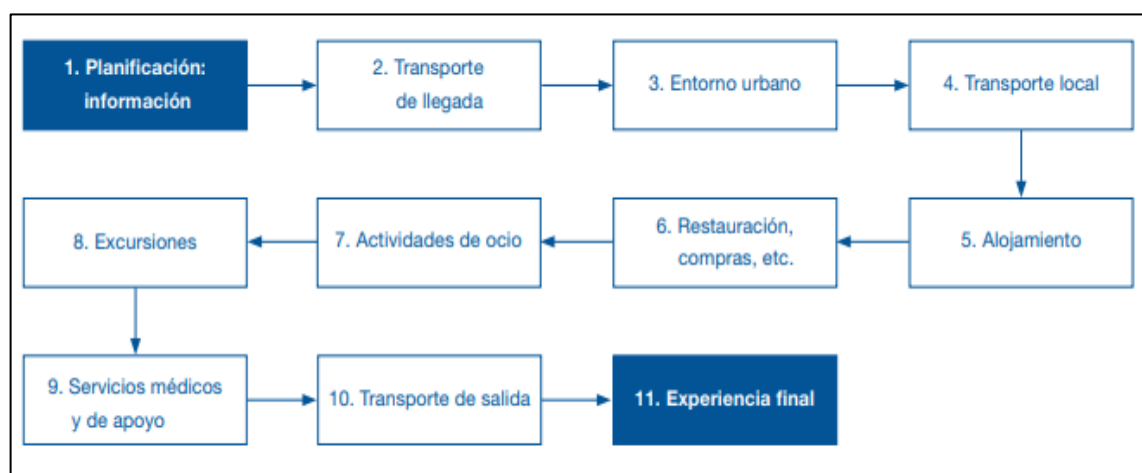 1. Planificación:
información
2. Transporte
de llegada
3. Entorno urbano
4. Transporte local
5. Alojamiento
6. Restauración,
compras, etc.
7. Actividades de ocio
8. Excursiones
9. Servicios médicos
y de apoyo
10. Transporte de salida
11. Experiencia final